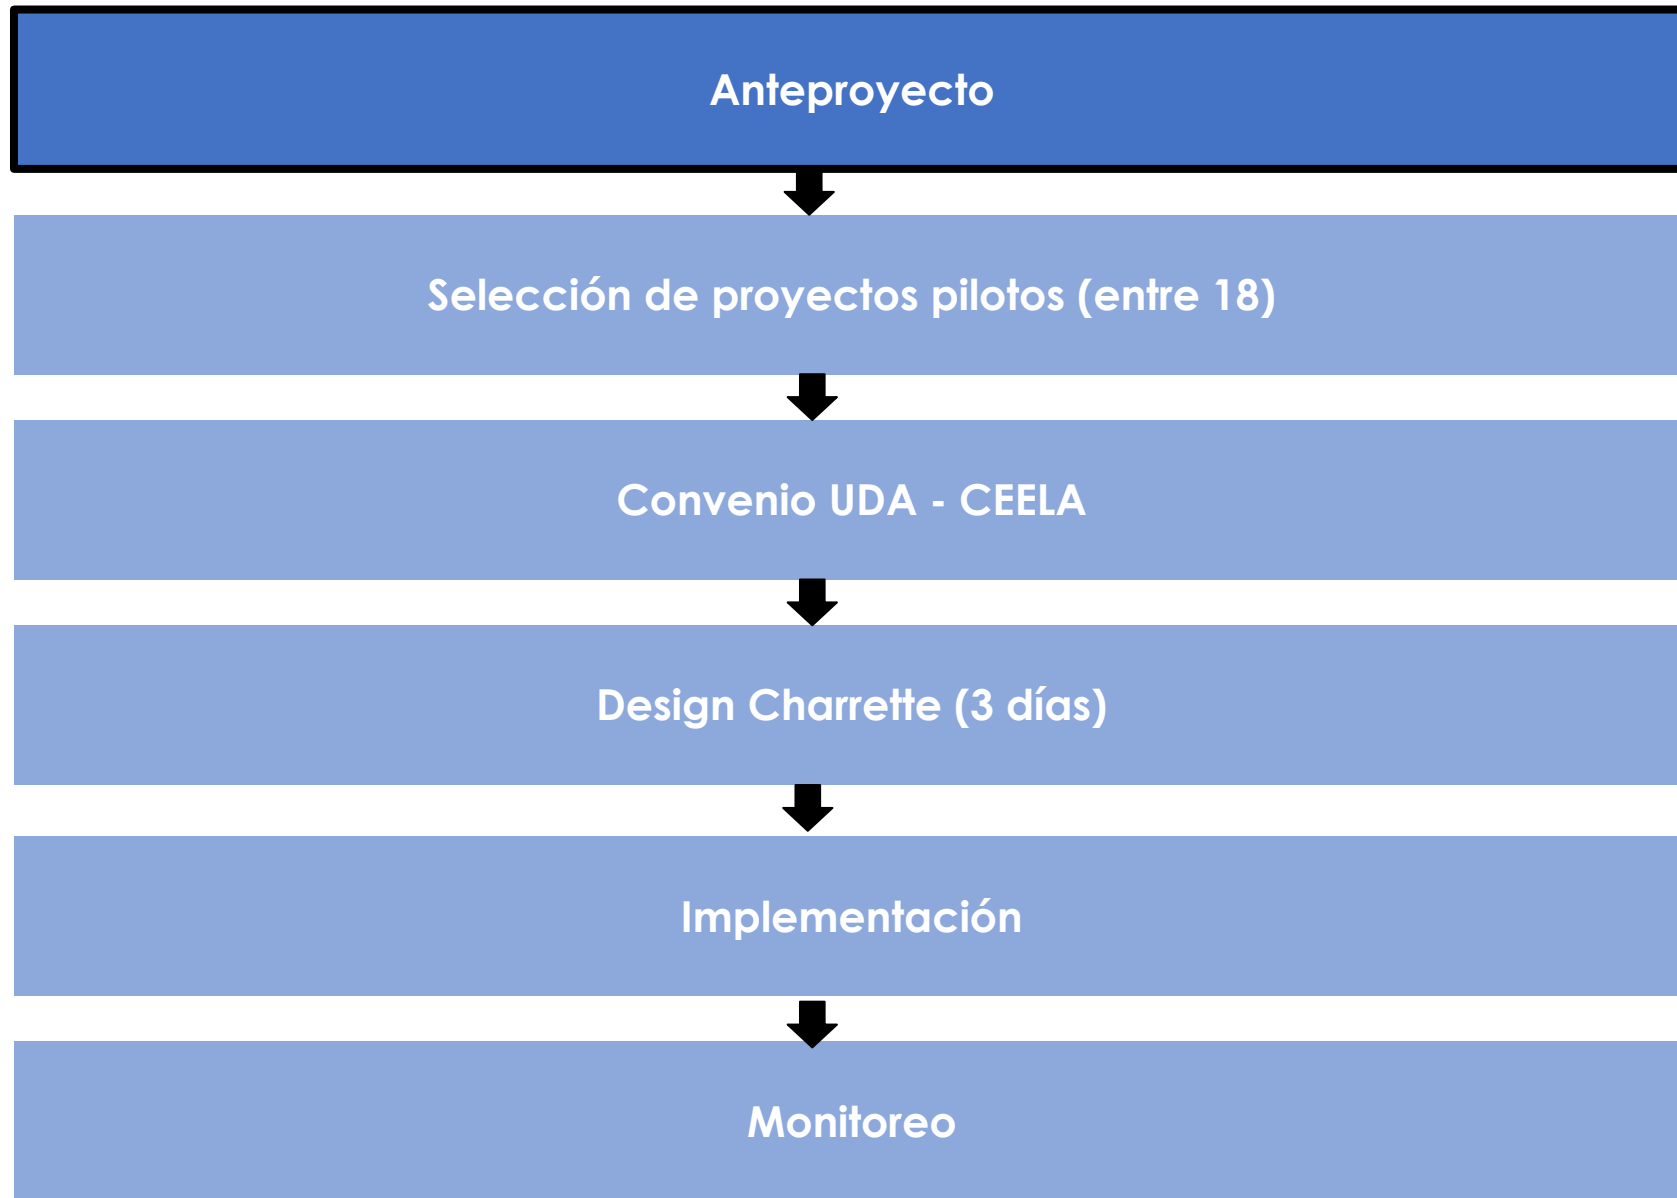 Anteproyecto
Selección de proyectos pilotos (entre 18)
Convenio UDA - CEELA
Design Charrette (3 días)
Implementación
Monitoreo